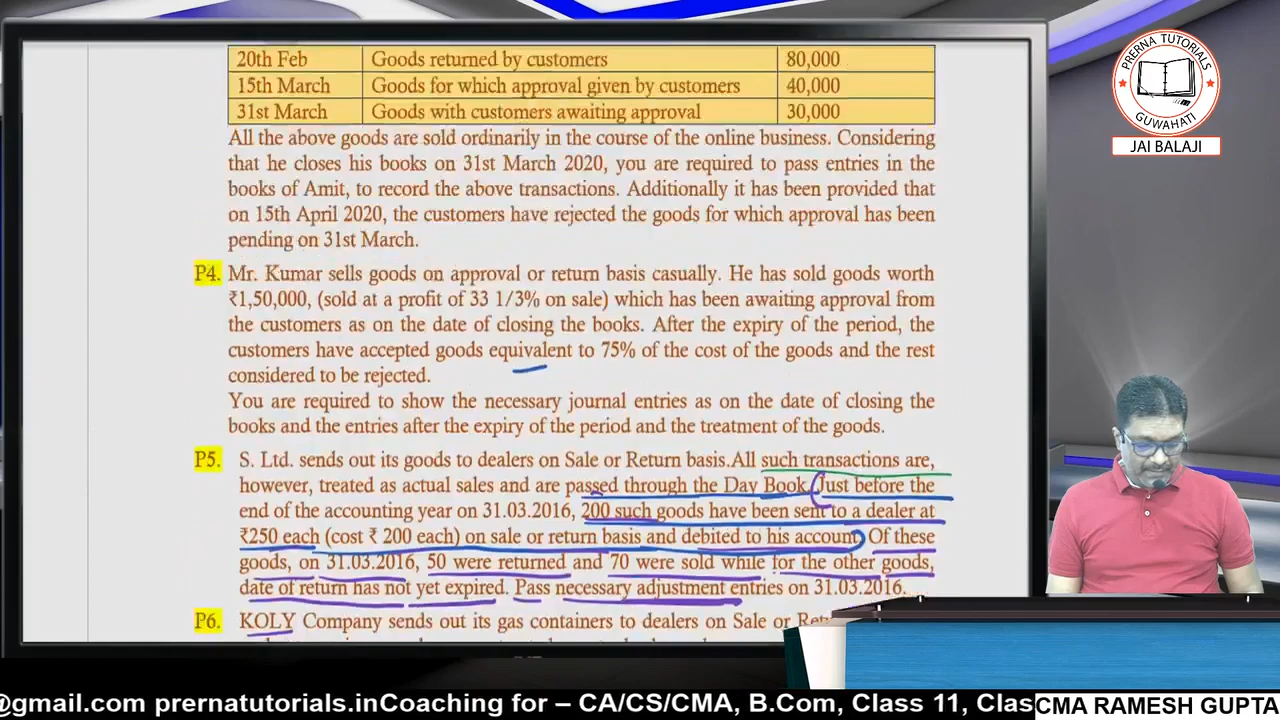 20th Feb Goods returned by customers 80,000
15th March Goods for which approval given by customers 40,000
31st March Goods with customers awaiting approval 30,000
All the above goods are sold ordinarily in the course of the online business. Considering
that he closes his books on 31st March 2020, you are required to pass entries in the
books of Amit, to record the above transactions. Additionally it has been provided that
on 15th April 2020, the customers have rejected the goods for which approval has been
pending on 31st March.
P4. Mr. Kumar sells goods on approval or return basis casually. He has sold goods worth
₹1,50,000, (sold at a profit of 33 1/3% on sale) which has been awaiting approval from
the customers as on the date of closing the books. After the expiry of the period, the
customers have accepted goods equivalent to 75% of the cost of the goods and the rest
considered to be rejected.
You are required to show the necessary journal entries as on the date of closing the
books and the entries after the expiry of the period and the treatment of the goods.
P5. S. Ltd. sends out its goods to dealers on Sale or Return basis.All such transactions are,
however, treated as actual sales and are passed through the Day Book. Just before the
end of the accounting year on 31.03.2016, 200 such goods have been sent to a dealer at
₹250 each (cost ₹ 200 each) on sale or return basis and debited to his account. Of these
goods, on 31.03.2016, 50 were returned and 70 were sold while for the other goods,
date of return has not yet expired. Pass necessary adjustment entries on 31.03.2016.
P6. KOLY Company sends out its gas containers to dealers on Sale or
PRERNA TUTORIALS
GUWAHATI
JAI BALAJI
@gmail.com prernatutorials.inCoaching for – CA/CS/CMA, B.Com, Class 11, Clas
CMA RAMESH GUPTA